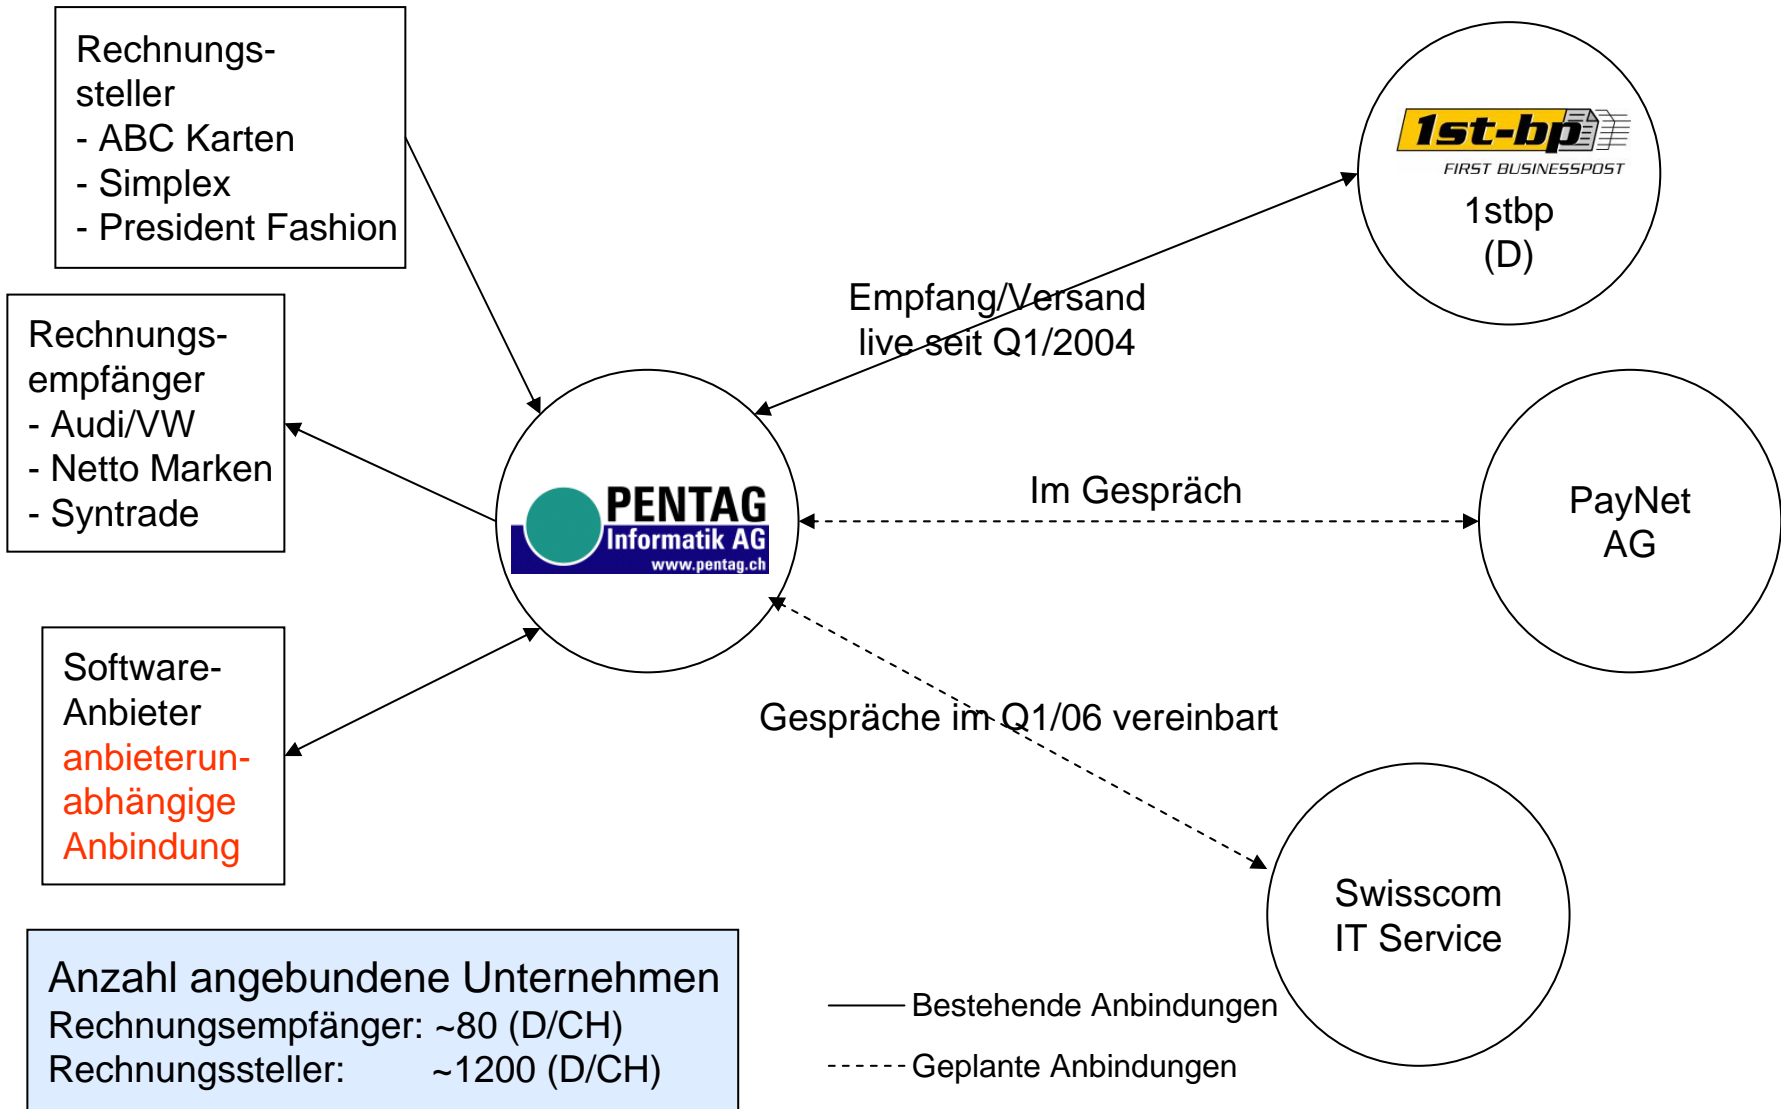 Rechnungs-
steller
- ABC Karten
- Simplex
- President Fashion
Rechnungs-
empfänger
- Audi/VW
- Netto Marken
- Syntrade
Software-
Anbieter
anbieterun-
abhängige
Anbindung
PENTAG
Informatik AG
www.pentag.ch
Empfang/Versand
live seit Q1/2004
1st-bp
FIRST BUSINESSPOST
1stbp
(D)
Im Gespräch
PayNet
AG
Gespräche im Q1/06 vereinbart
Swisscom
IT Service
Anzahl angebundene Unternehmen
Rechnungsempfänger: ~80 (D/CH)
Rechnungssteller: ~1200 (D/CH)
Bestehende Anbindungen
Geplante Anbindungen